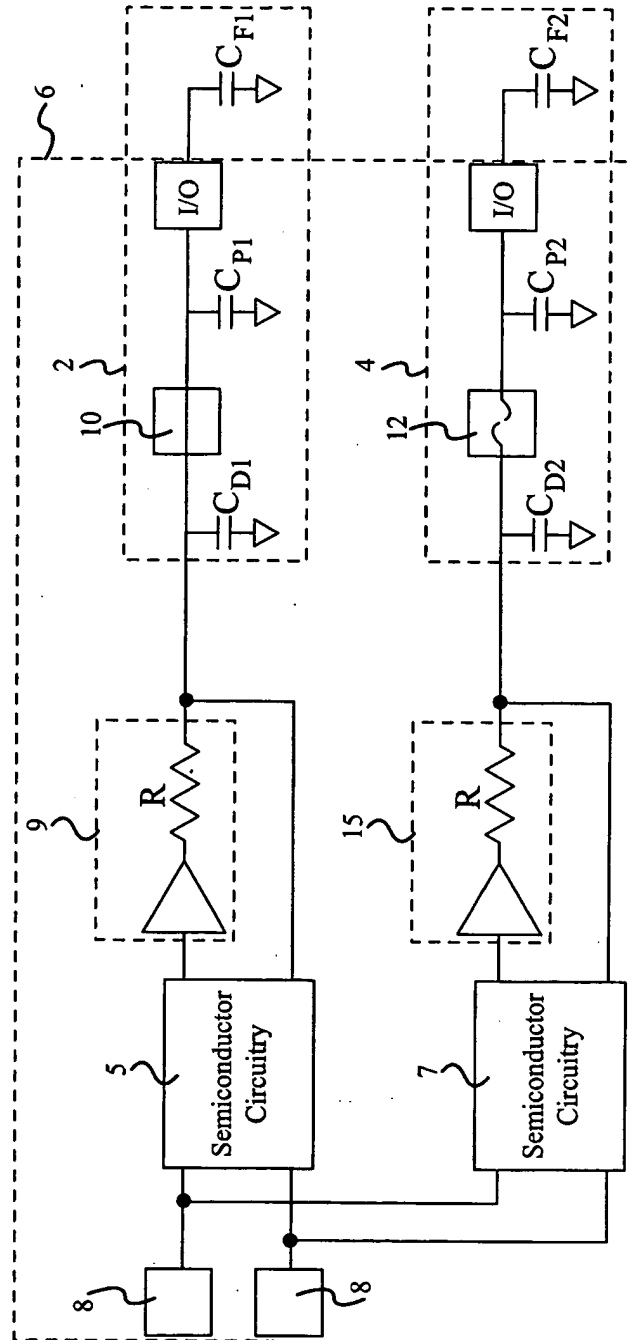 6
2
10
C_D1
C_P1
I/O
C_F1
9
R
5
Semiconductor
Circuitry
8
8
4
12
C_D2
C_P2
I/O
C_F2
15
R
7
Semiconductor
Circuitry